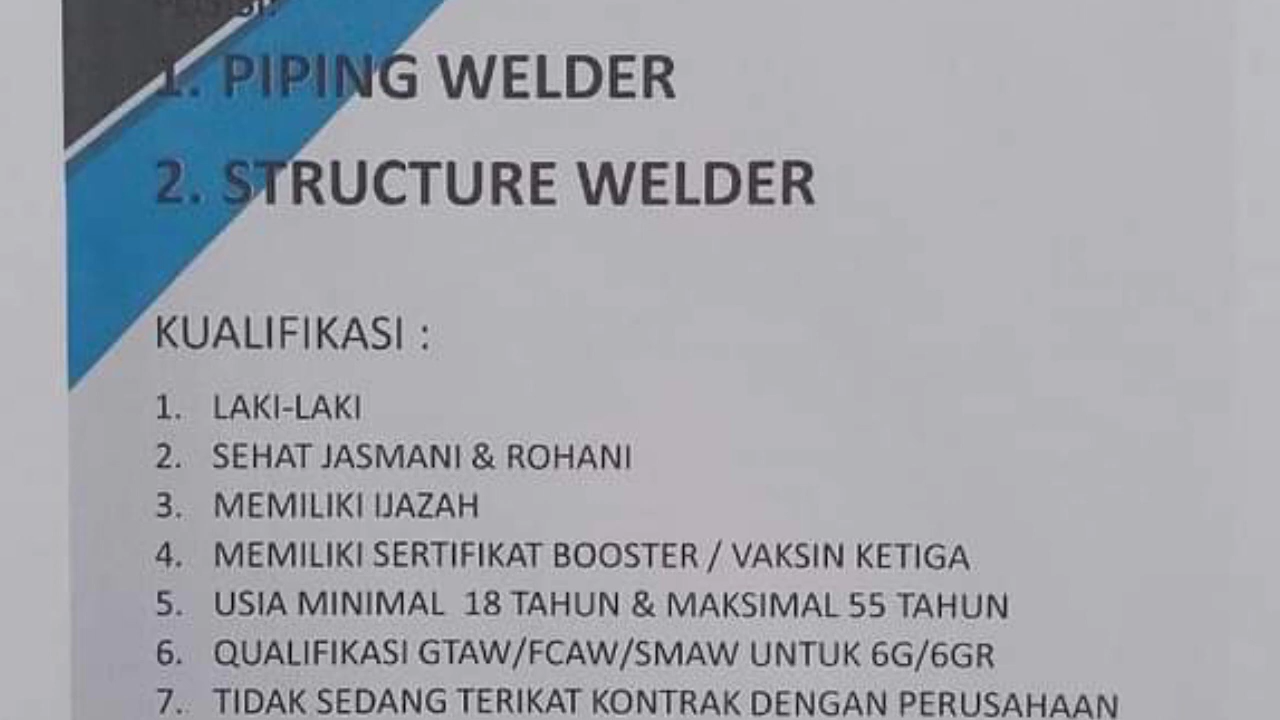 1. PIPING WELDER
2. STRUCTURE WELDER
KUALIFIKASI :
1. LAKI-LAKI
2. SEHAT JASMANI & ROHANI
3. MEMILIKI IJAZAH
4. MEMILIKI SERTIFIKAT BOOSTER / VAKSIN KETIGA
5. USIA MINIMAL 18 TAHUN & MAKSIMAL 55 TAHUN
6. QUALIFIKASI GTAW/FCAW/SMAW UNTUK 6G/6GR
7. TIDAK SEDANG TERIKAT KONTRAK DENGAN PERUSAHAAN